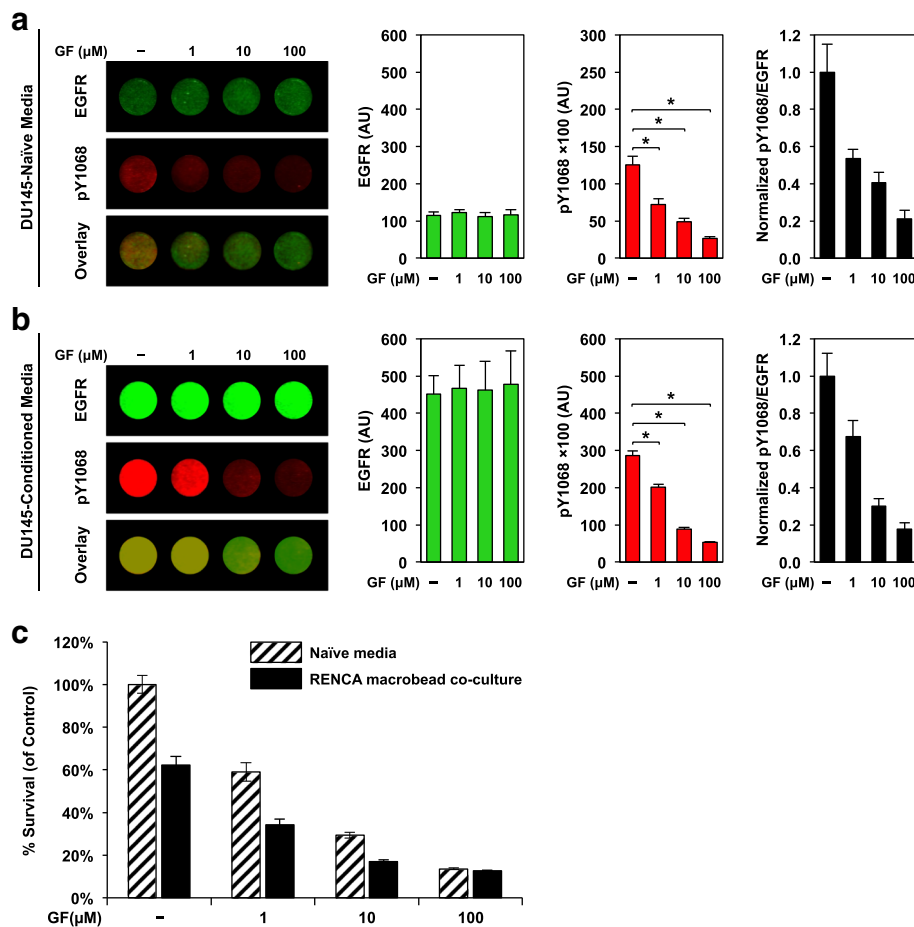 a
DU145-Naïve Media
GF (µM) – 1 10 100
EGFR
pY1068
Overlay
EGFR (AU)
600
500
400
300
200
100
0
GF (µM) – 1 10 100
pY1068 ×100 (AU)
300
250
200
150
100
50
0
* * *
GF (µM) – 1 10 100
Normalized pY1068/EGFR
1.2
1.0
0.8
0.6
0.4
0.2
0.0
GF (µM) – 1 10 100
b
DU145-Conditioned Media
GF (µM) – 1 10 100
EGFR
pY1068
Overlay
EGFR (AU)
600
500
400
300
200
100
0
GF (µM) – 1 10 100
pY1068 ×100 (AU)
600
500
400
300
200
100
0
* * *
GF (µM) – 1 10 100
Normalized pY1068/EGFR
1.2
1.0
0.8
0.6
0.4
0.2
0.0
GF (µM) – 1 10 100
c
% Survival (of Control)
120%
100%
80%
60%
40%
20%
0%
Naïve media
RENCA macrobead co-culture
GF(µM) – 1 10 100